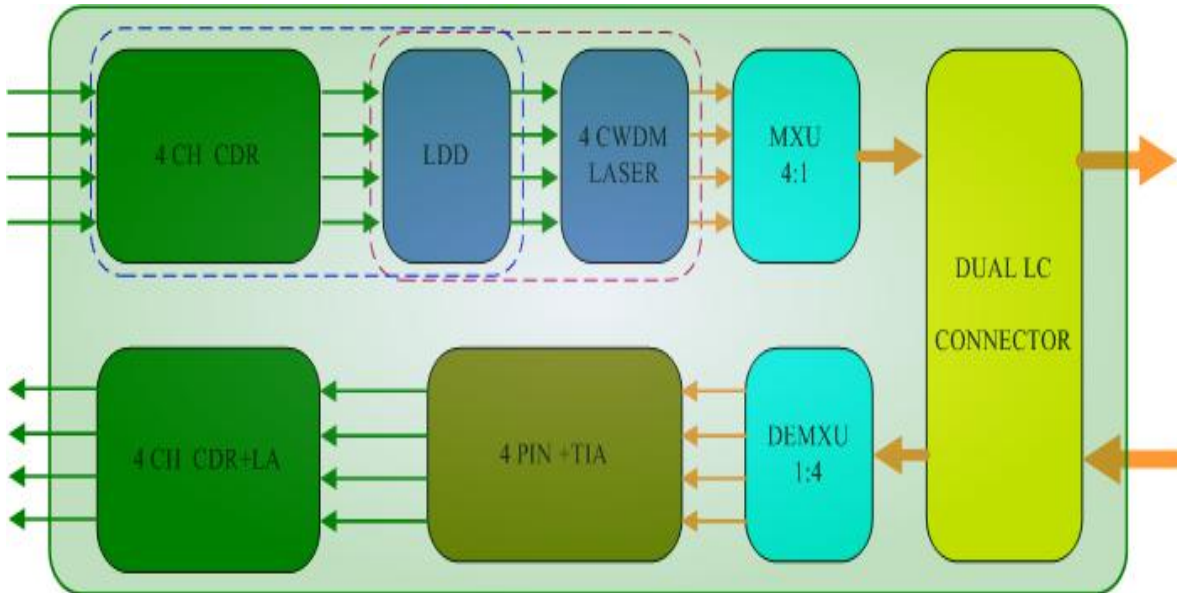 4 CH CDR
LDD
4 CWDM
LASER
MXU
4:1
DUAL LC
CONNECTOR
4 CH CDR+LA
4 PIN +TIA
DEMXU
1:4